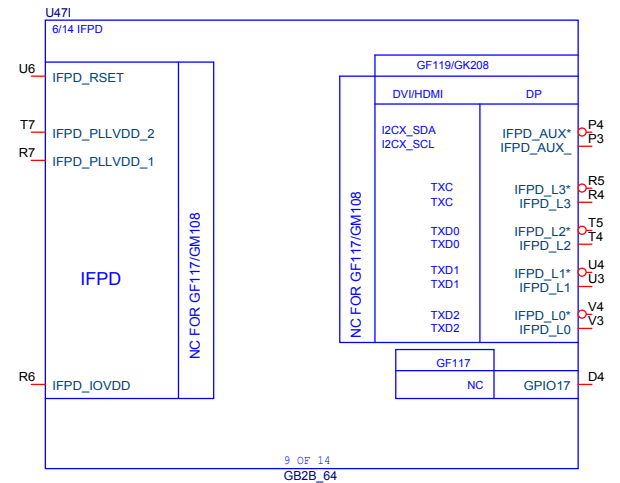 U47I
6/14 IFPD
GF119/GK208
DVI/HDMI DP
U6 IFPD_RSET
T7 IFPD_PLLVDD_2
R7 IFPD_PLLVDD_1
IFPD
R6 IFPD_IOVDD
NC FOR GF117/GM108
NC FOR GF117/GM108
I2CX_SDA IFPD_AUX* P4
I2CX_SCL IFPD_AUX_ P3
TXC IFPD_L3* R5
TXC IFPD_L3 R4
TXD0 IFPD_L2* T5
TXD0 IFPD_L2 T4
TXD1 IFPD_L1* U4
TXD1 IFPD_L1 U3
TXD2 IFPD_L0* V4
TXD2 IFPD_L0 V3
GF117
NC GPIO17 D4
9 OF 14
GB2B_64